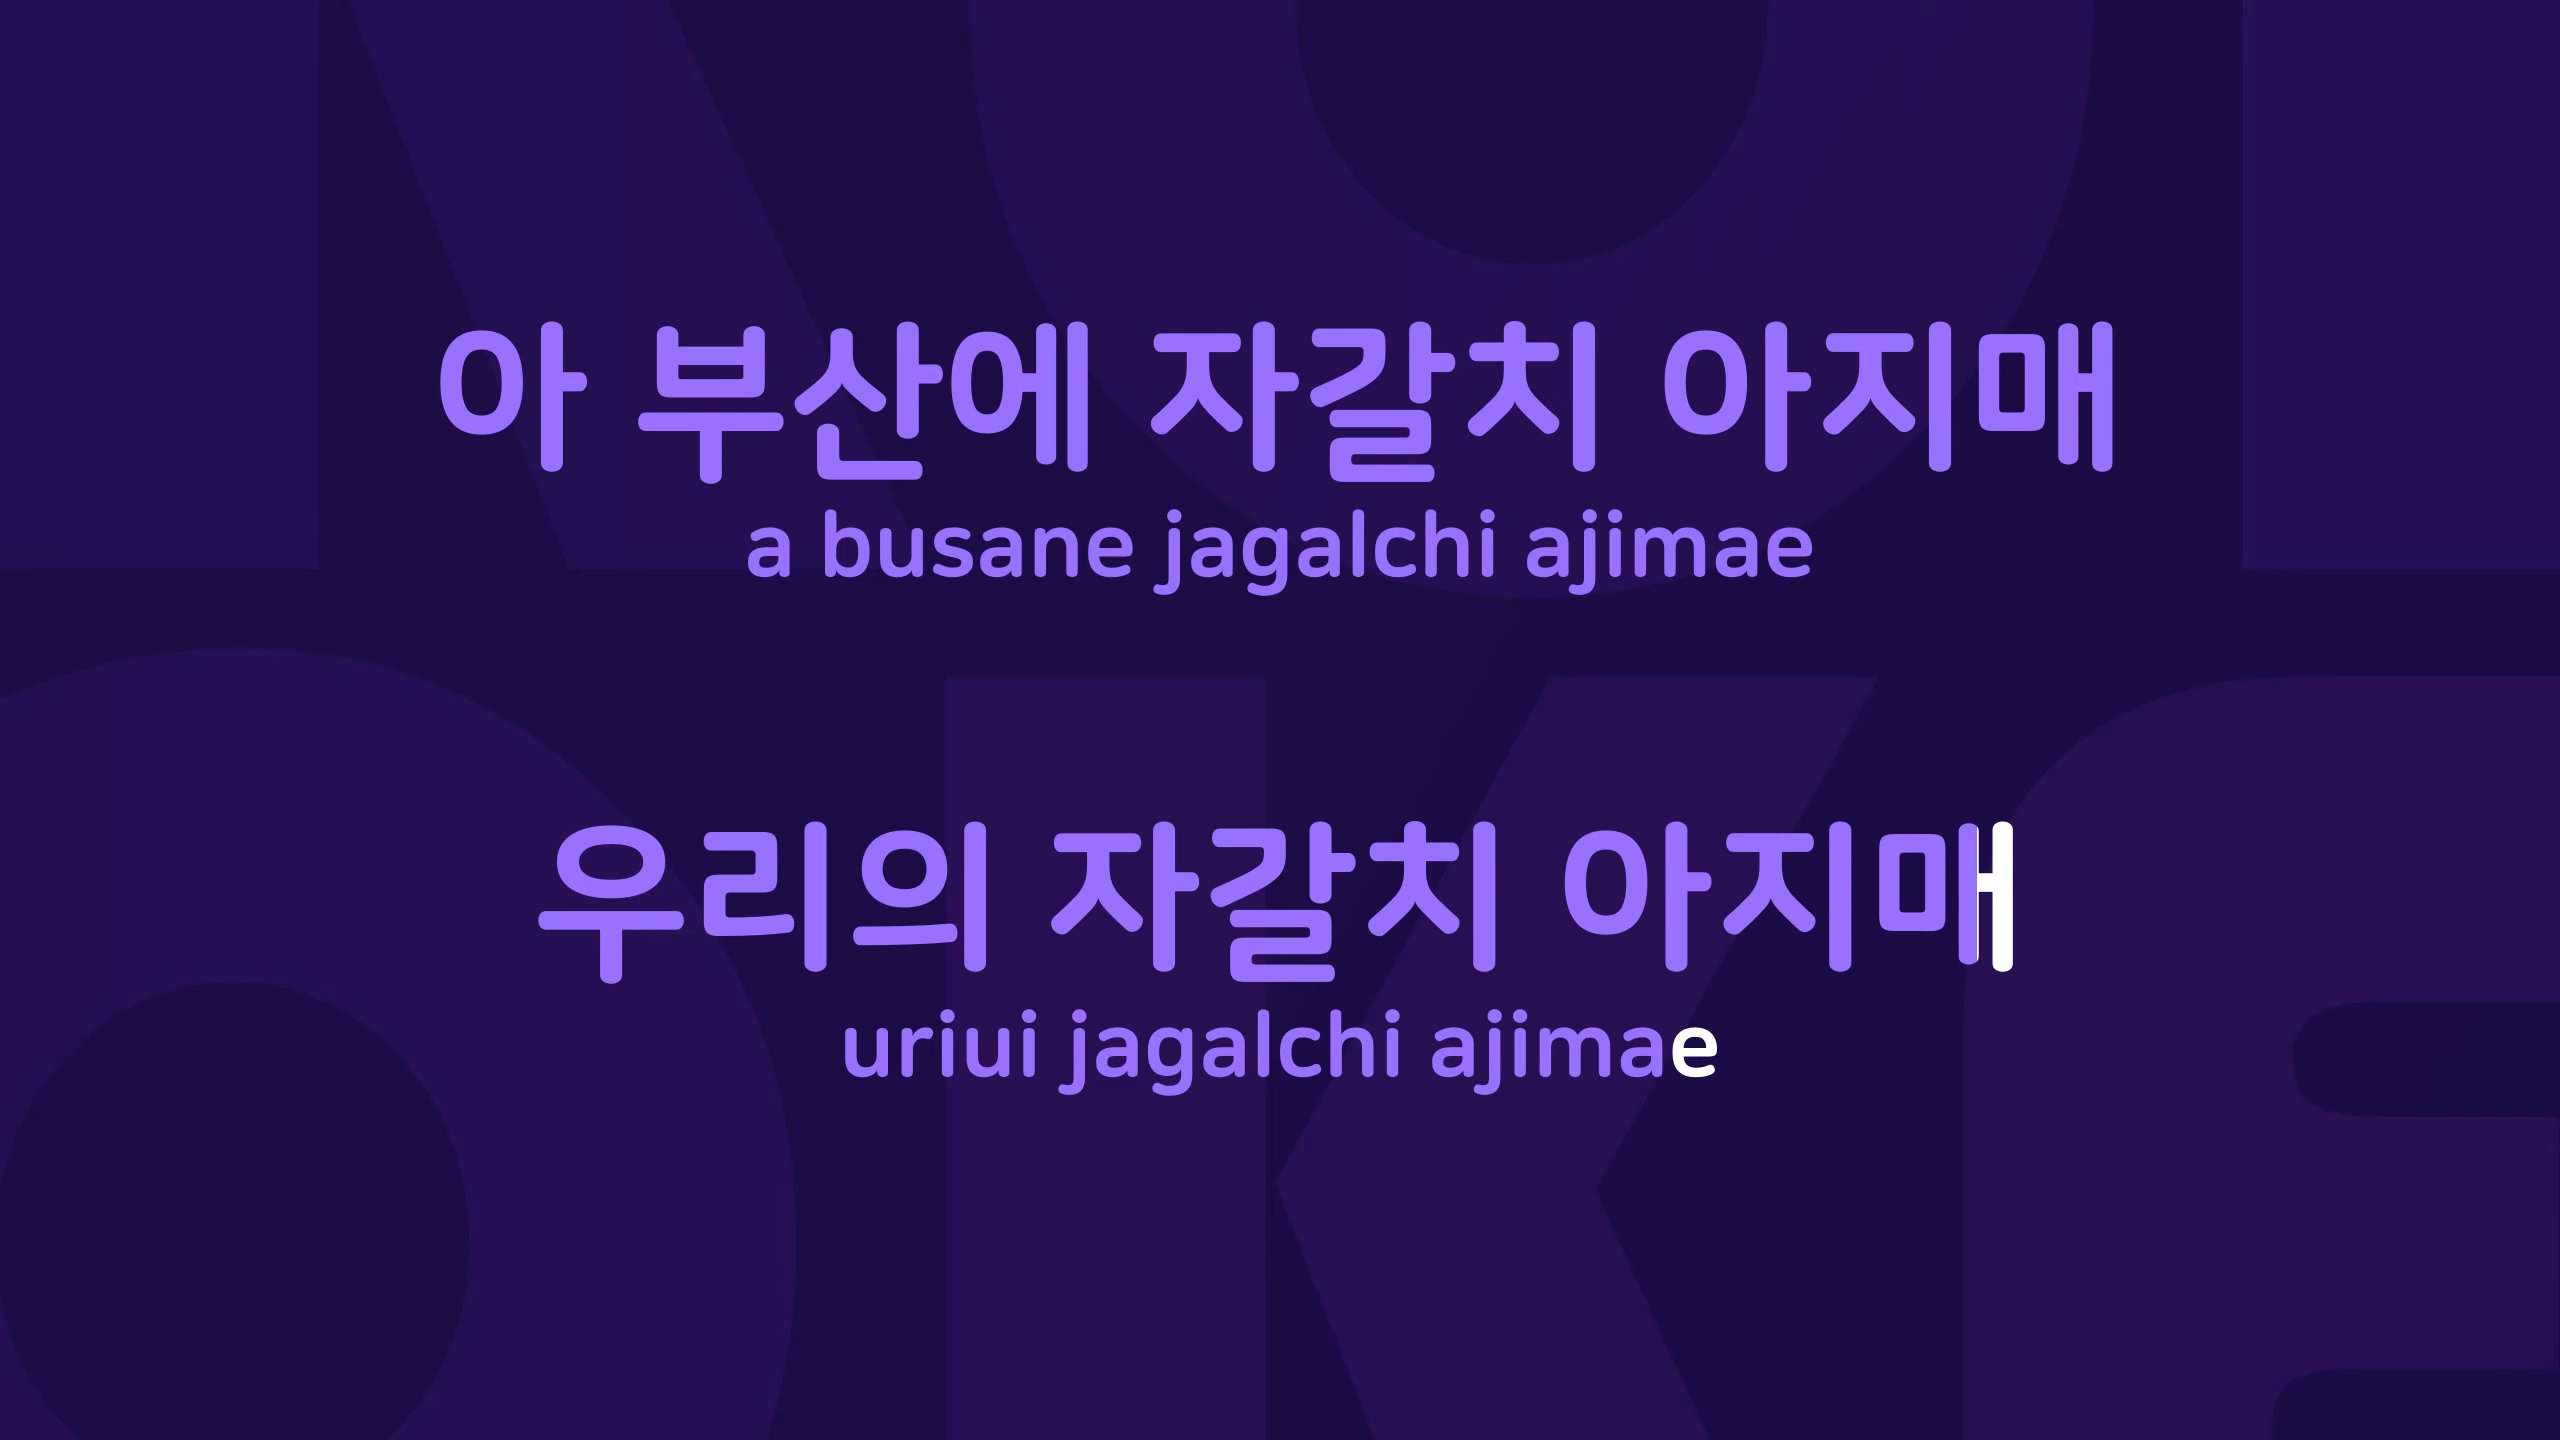 아 부산에 자갈치 아지매
a busane jagalchi ajimae
우리의 자갈치 아지매
uriui jagalchi ajimae